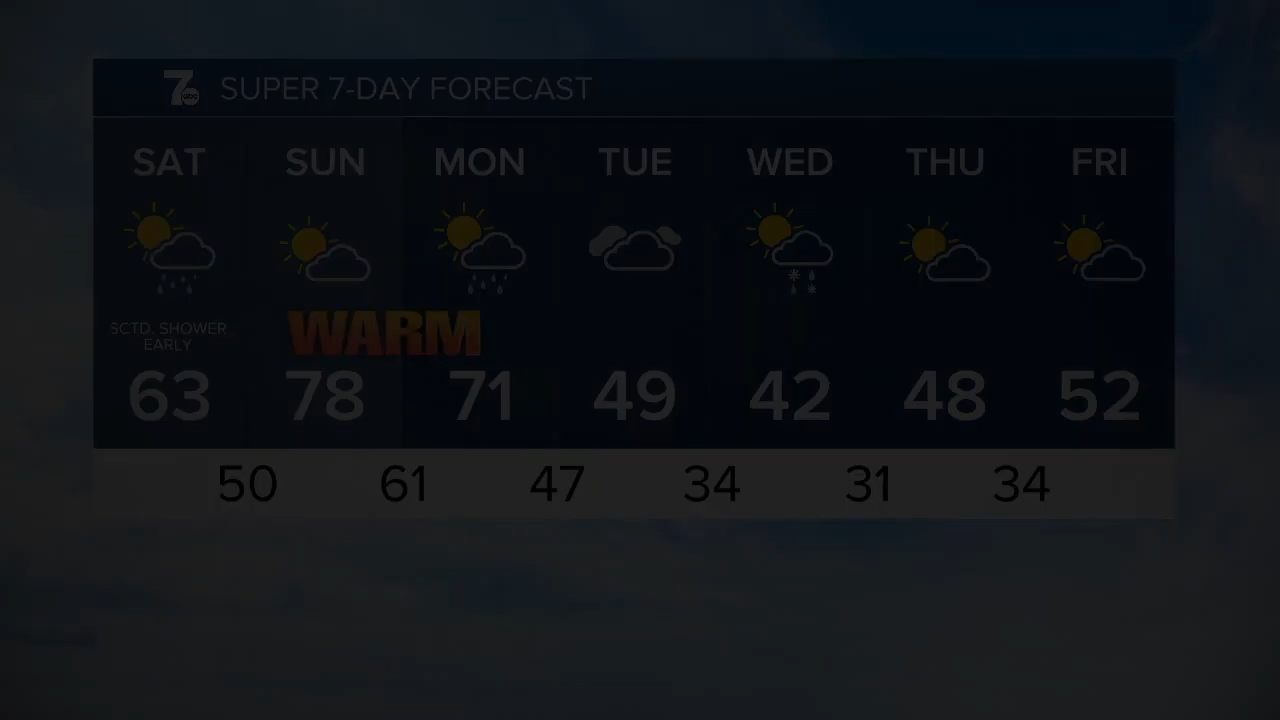 7 abc SUPER 7-DAY FORECAST
SAT SUN MON TUE WED THU FRI
SCTD. SHOWER
EARLY
WARM
63 78 71 49 42 48 52
50 61 47 34 31 34